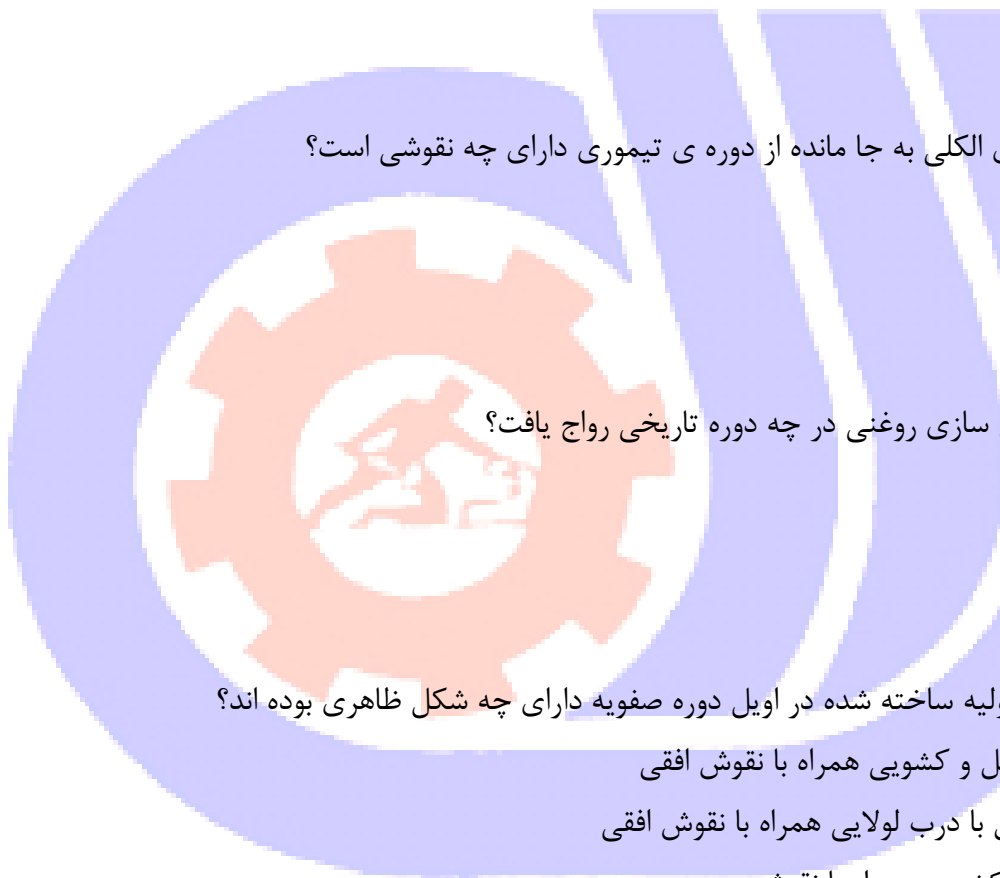 الکلی به جا مانده از دوره ی تیموری دارای چه نقوشی است؟
سازی روغنی در چه دوره تاریخی رواج یافت؟
ساخته شده در اویل دوره صفویه دارای چه شکل ظاهری بوده اند؟
و کشویی همراه با نقوش افقی
با درب لولایی همراه با نقوش افقی